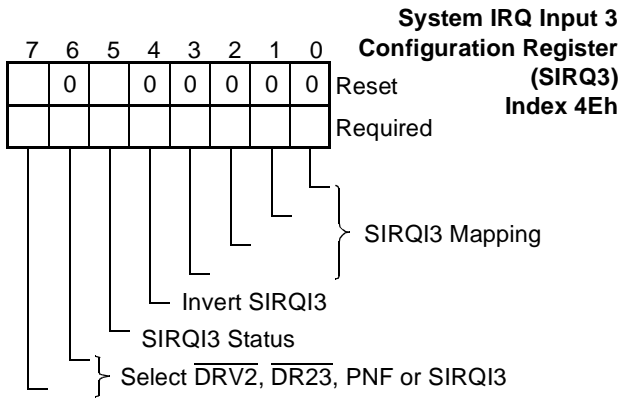 System IRQ Input 3
Configuration Register
(SIRQ3)
Index 4Eh
7 6 5 4 3 2 1 0
0 0 0 0 0 0 Reset
Required
SIRQI3 Mapping
Invert SIRQI3
SIRQI3 Status
Select DRV2, DR23, PNF or SIRQI3